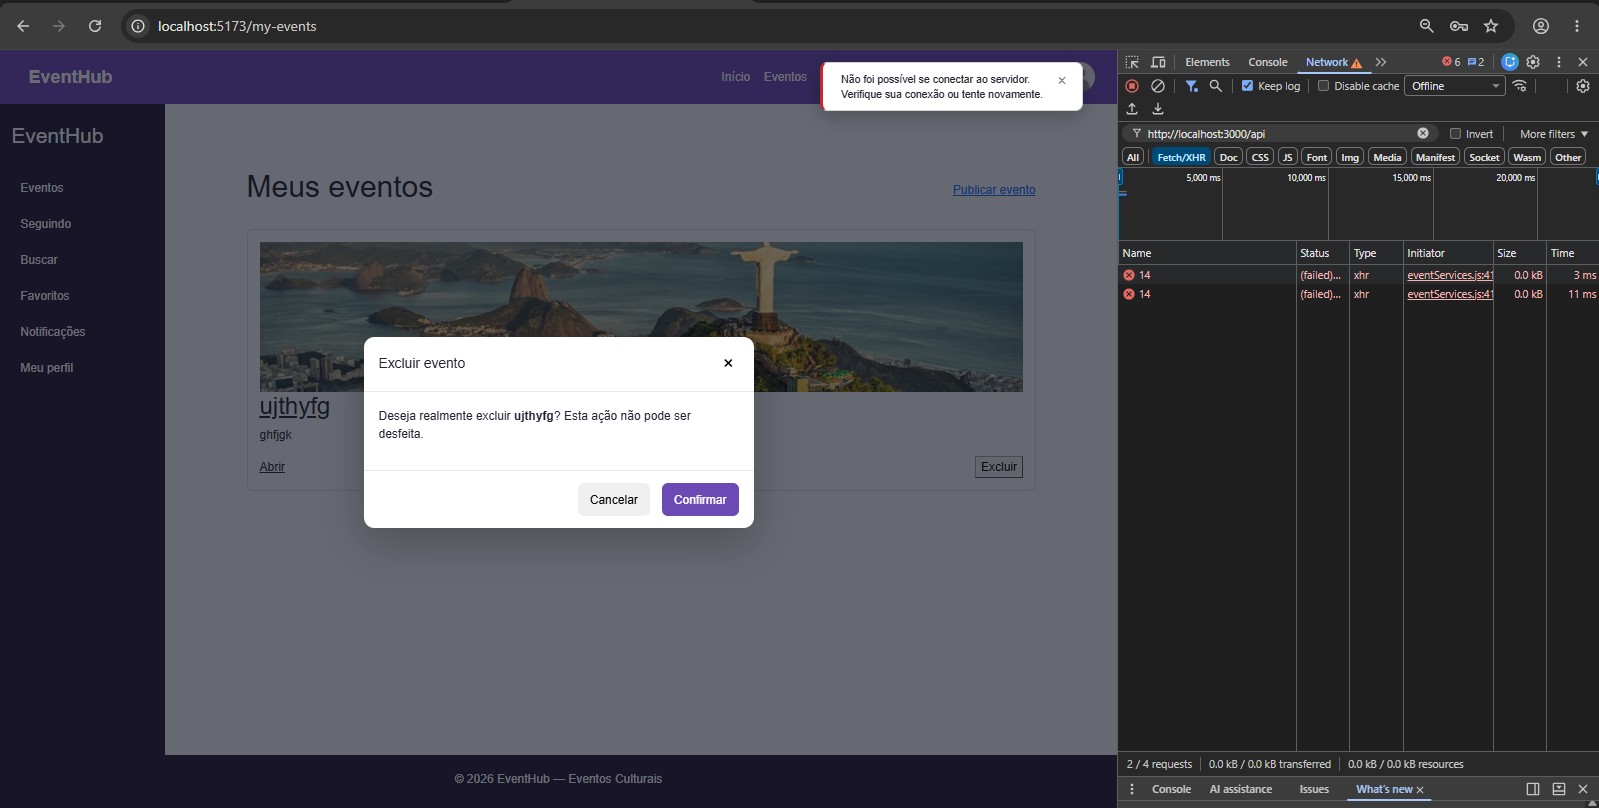 localhost:5173/my-events
EventHub
Início
Eventos
Não foi possível se conectar ao servidor.
Verifique sua conexão ou tente novamente.
EventHub
Eventos
Seguindo
Buscar
Favoritos
Notificações
Meu perfil
Meus eventos
Publicar evento
ujthyfg
ghfjgk
Abrir
Excluir
Excluir evento
Deseja realmente excluir ujthyfg? Esta ação não pode ser
desfeita.
Cancelar
Confirmar
© 2026 EventHub — Eventos Culturais
Elements Console Network 6 2
Keep log Disable cache Offline
http://localhost:3000/api Invert More filters
All Fetch/XHR Doc CSS JS Font Img Media Manifest Socket Wasm Other
5,000 ms 10,000 ms 15,000 ms 20,000 ms
Name Status Type Initiator Size Time
14 (failed)... xhr eventServices.js:41 0.0 kB 3 ms
14 (failed)... xhr eventServices.js:41 0.0 kB 11 ms
2 / 4 requests 0.0 kB / 0.0 kB transferred 0.0 kB / 0.0 kB resources
Console AI assistance Issues What's new